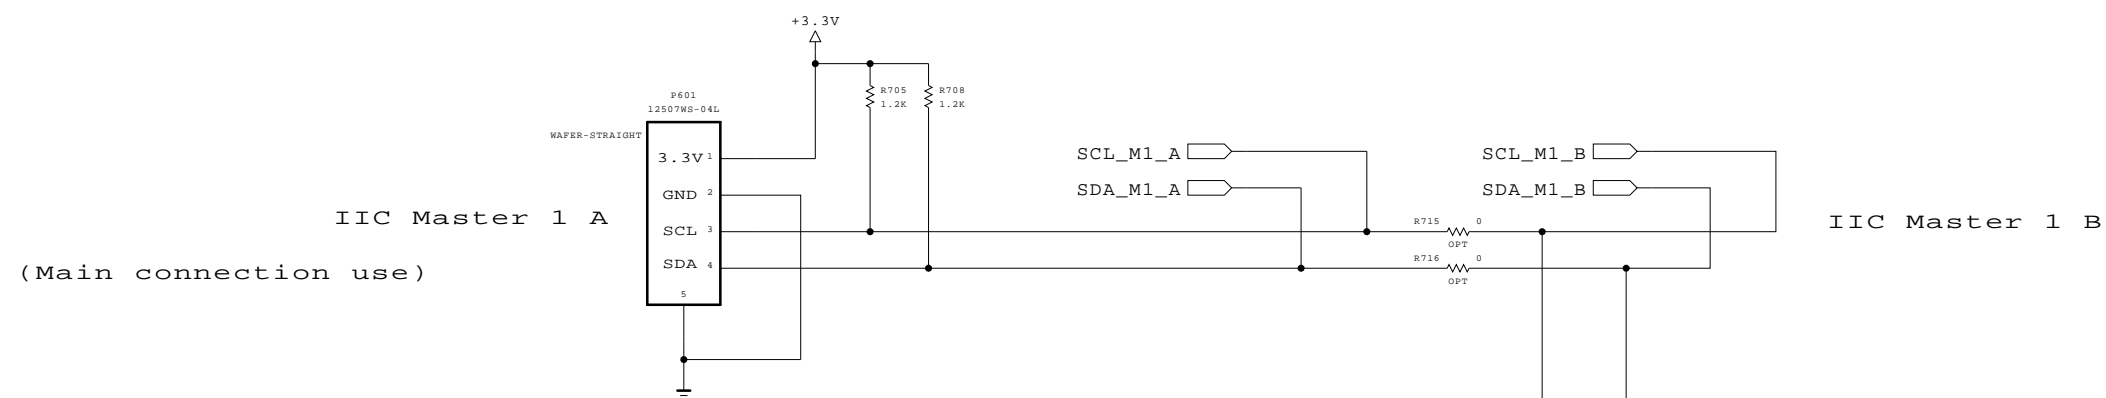 +3.3V
P601
12507WS-04L
R705
1.2K
R708
1.2K
WAFER-STRAIGHT
3.3V 1
GND 2
SCL 3
SDA 4
5
IIC Master 1 A
(Main connection use)
SCL_M1_A
SDA_M1_A
SCL_M1_B
SDA_M1_B
R715 0
OPT
R716 0
OPT
IIC Master 1 B